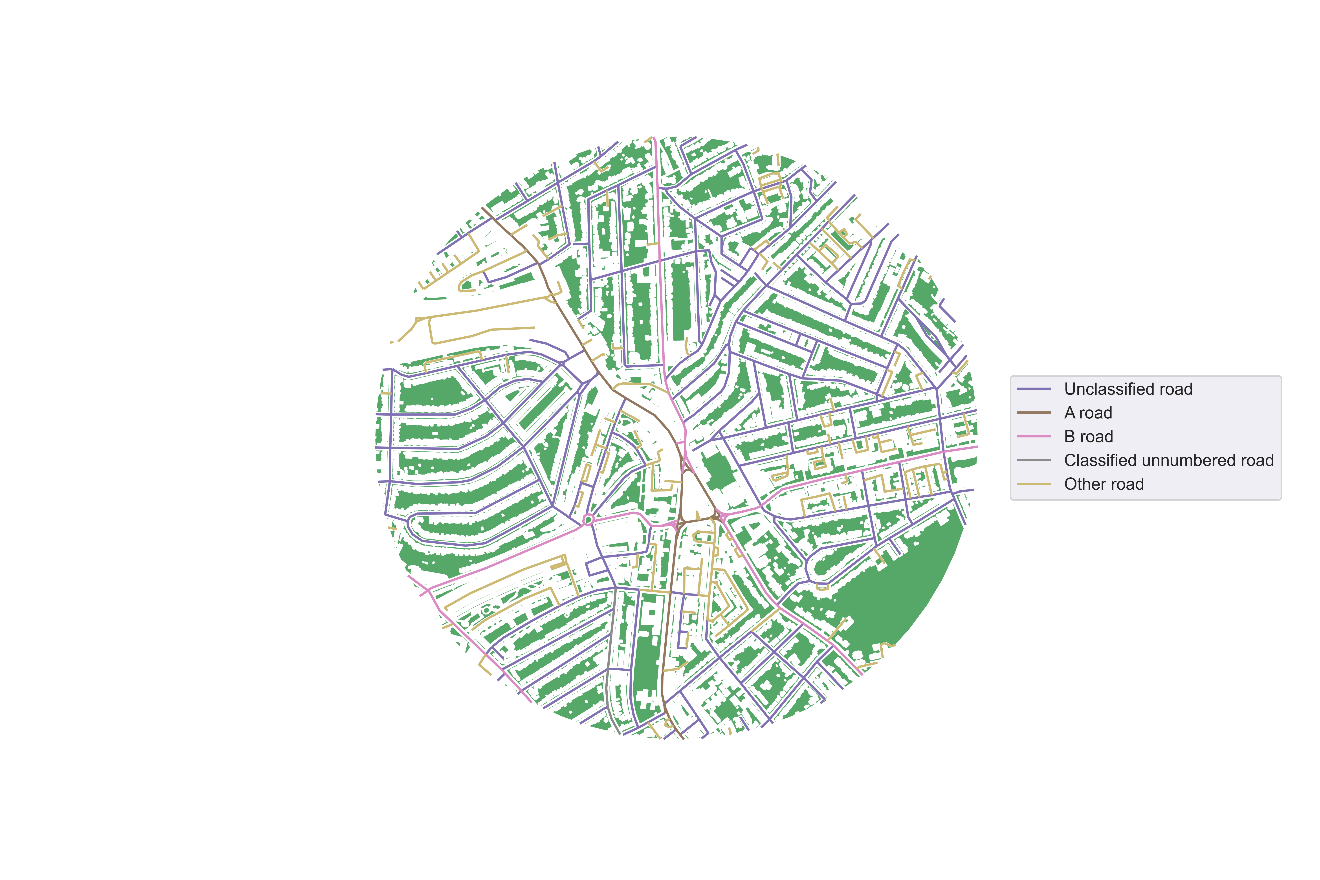 Unclassified road
A road
B road
Classified unnumbered road
Other road